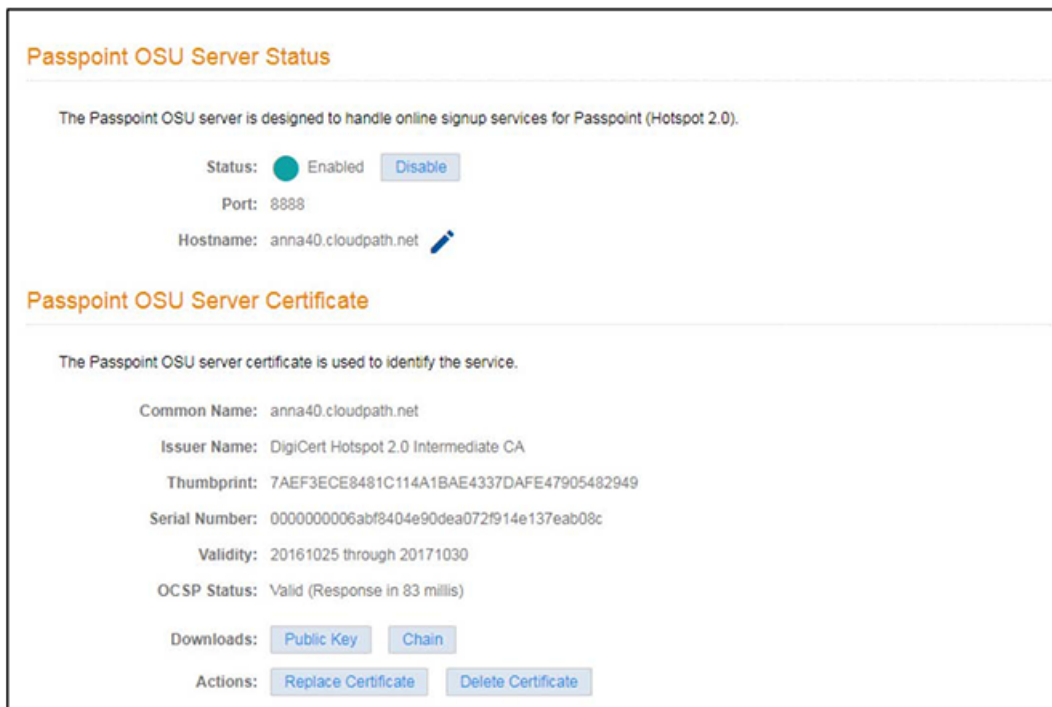 Passpoint OSU Server Status
The Passpoint OSU server is designed to handle online signup services for Passpoint (Hotspot 2.0).
Status: Enabled Disable
Port: 8888
Hostname: anna40.cloudpath.net
Passpoint OSU Server Certificate
The Passpoint OSU server certificate is used to identify the service.
Common Name: anna40.cloudpath.net
Issuer Name: DigiCert Hotspot 2.0 Intermediate CA
Thumbprint: 7AEF3ECE8481C114A1BAE4337DAFE47905482949
Serial Number: 0000000006abf8404e90dea072f914e137eab08c
Validity: 20161025 through 20171030
OCSP Status: Valid (Response in 83 millis)
Downloads: Public Key Chain
Actions: Replace Certificate Delete Certificate